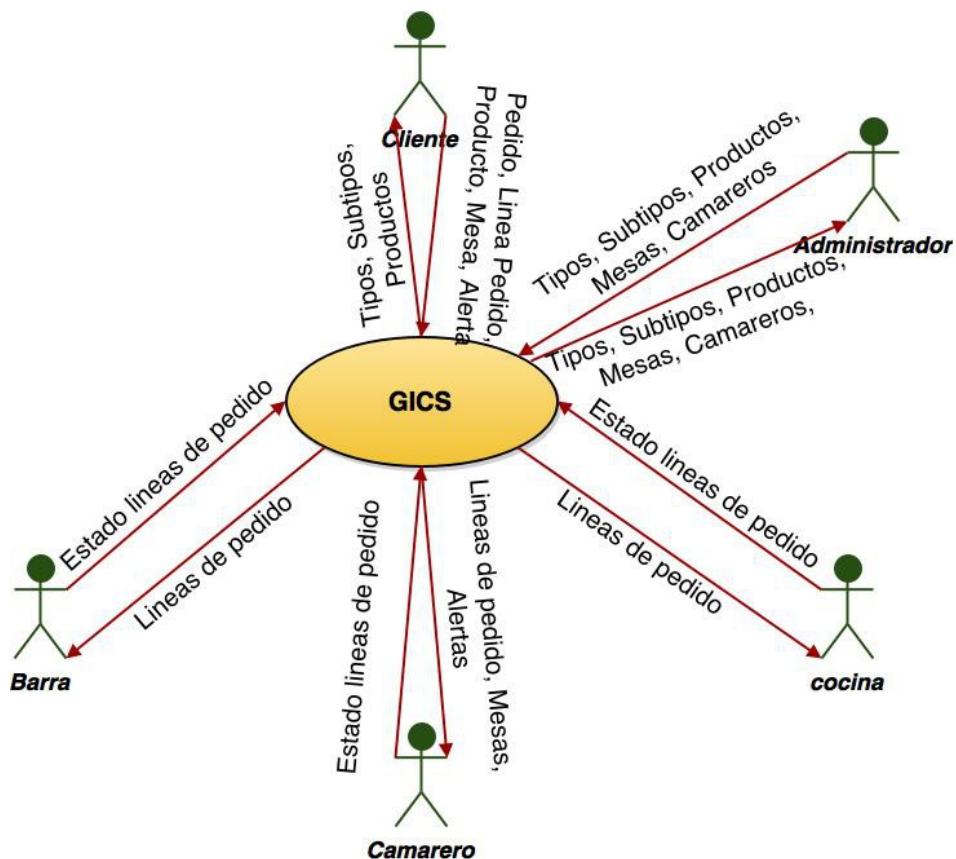 Cliente
Tipos, Subtipos,
Productos
Pedido, Linea Pedido,
Producto, Mesa, Alerta
Tipos, Subtipos, Productos,
Mesas, Camareros
Administrador
Tipos, Subtipos, Productos,
Mesas, Camareros,
GICS
Estado lineas de pedido
Lineas de pedido
Barra
Estado lineas de pedido
Lineas de pedido, Mesas,
Alertas
Camarero
Estado lineas de pedido
Lineas de pedido
cocina